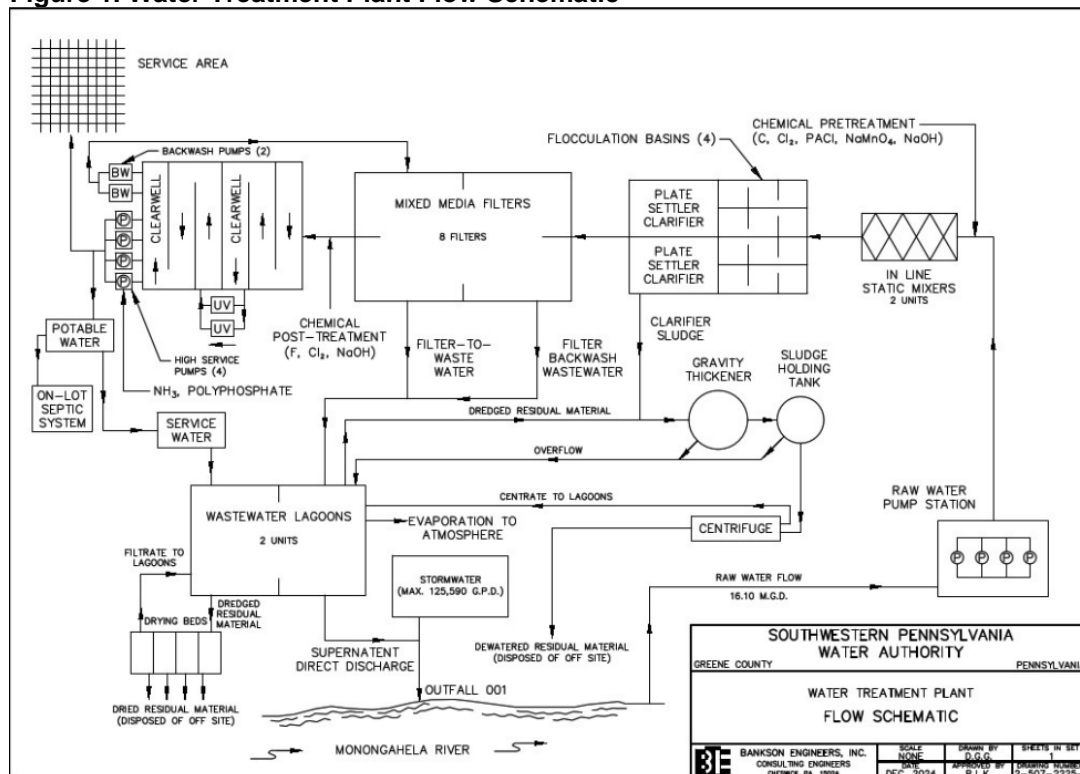 Figure 1. Water Treatment Plant Flow Schematic
SERVICE AREA
BACKWASH PUMPS (2)
BW
BW
P
P
P
P
CLEARWELL
CLEARWELL
UV
UV
HIGH SERVICE
PUMPS (4)
NH₃, POLYPHOSPHATE
POTABLE
WATER
ON-LOT
SEPTIC
SYSTEM
SERVICE
WATER
CHEMICAL
POST-TREATMENT
(F, Cl₂, NaOH)
MIXED MEDIA FILTERS
8 FILTERS
FILTER-TO-
WASTE
WATER
FILTER
BACKWASH
WASTEWATER
FLOCCULATION BASINS (4)
PLATE
SETTLER
CLARIFIER
PLATE
SETTLER
CLARIFIER
CHEMICAL PRETREATMENT
(C, Cl₂, PACl, NaMnO₄, NaOH)
IN LINE
STATIC MIXERS
2 UNITS
CLARIFIER
SLUDGE
GRAVITY
THICKENER
SLUDGE
HOLDING
TANK
DREDGED RESIDUAL MATERIAL
OVERFLOW
CENTRATE TO LAGOONS
CENTRIFUGE
WASTEWATER LAGOONS
2 UNITS
EVAPORATION TO
ATMOSPHERE
STORMWATER
(MAX. 125,590 G.P.D.)
RAW WATER
PUMP STATION
P
P
P
P
RAW WATER FLOW
16.10 M.G.D.
FILTRATE TO
LAGOONS
DREDGED
RESIDUAL
MATERIAL
DRYING BEDS
SUPERNATENT
DIRECT DISCHARGE
DEWATERED RESIDUAL MATERIAL
(DISPOSED OF OFF SITE)
DRIED RESIDUAL MATERIAL
(DISPOSED OF OFF SITE)
OUTFALL 001
MONONGAHELA RIVER
SOUTHWESTERN PENNSYLVANIA
WATER AUTHORITY
GREENE COUNTY PENNSYLVANIA
WATER TREATMENT PLANT
FLOW SCHEMATIC
BANKSON ENGINEERS, INC.
CONSULTING ENGINEERS
SCALE
NONE
DRAWN BY
D.G.G.
SHEETS IN SET
1
DATE
DEC. 2024
APPROVED BY
DRAWING NUMBER